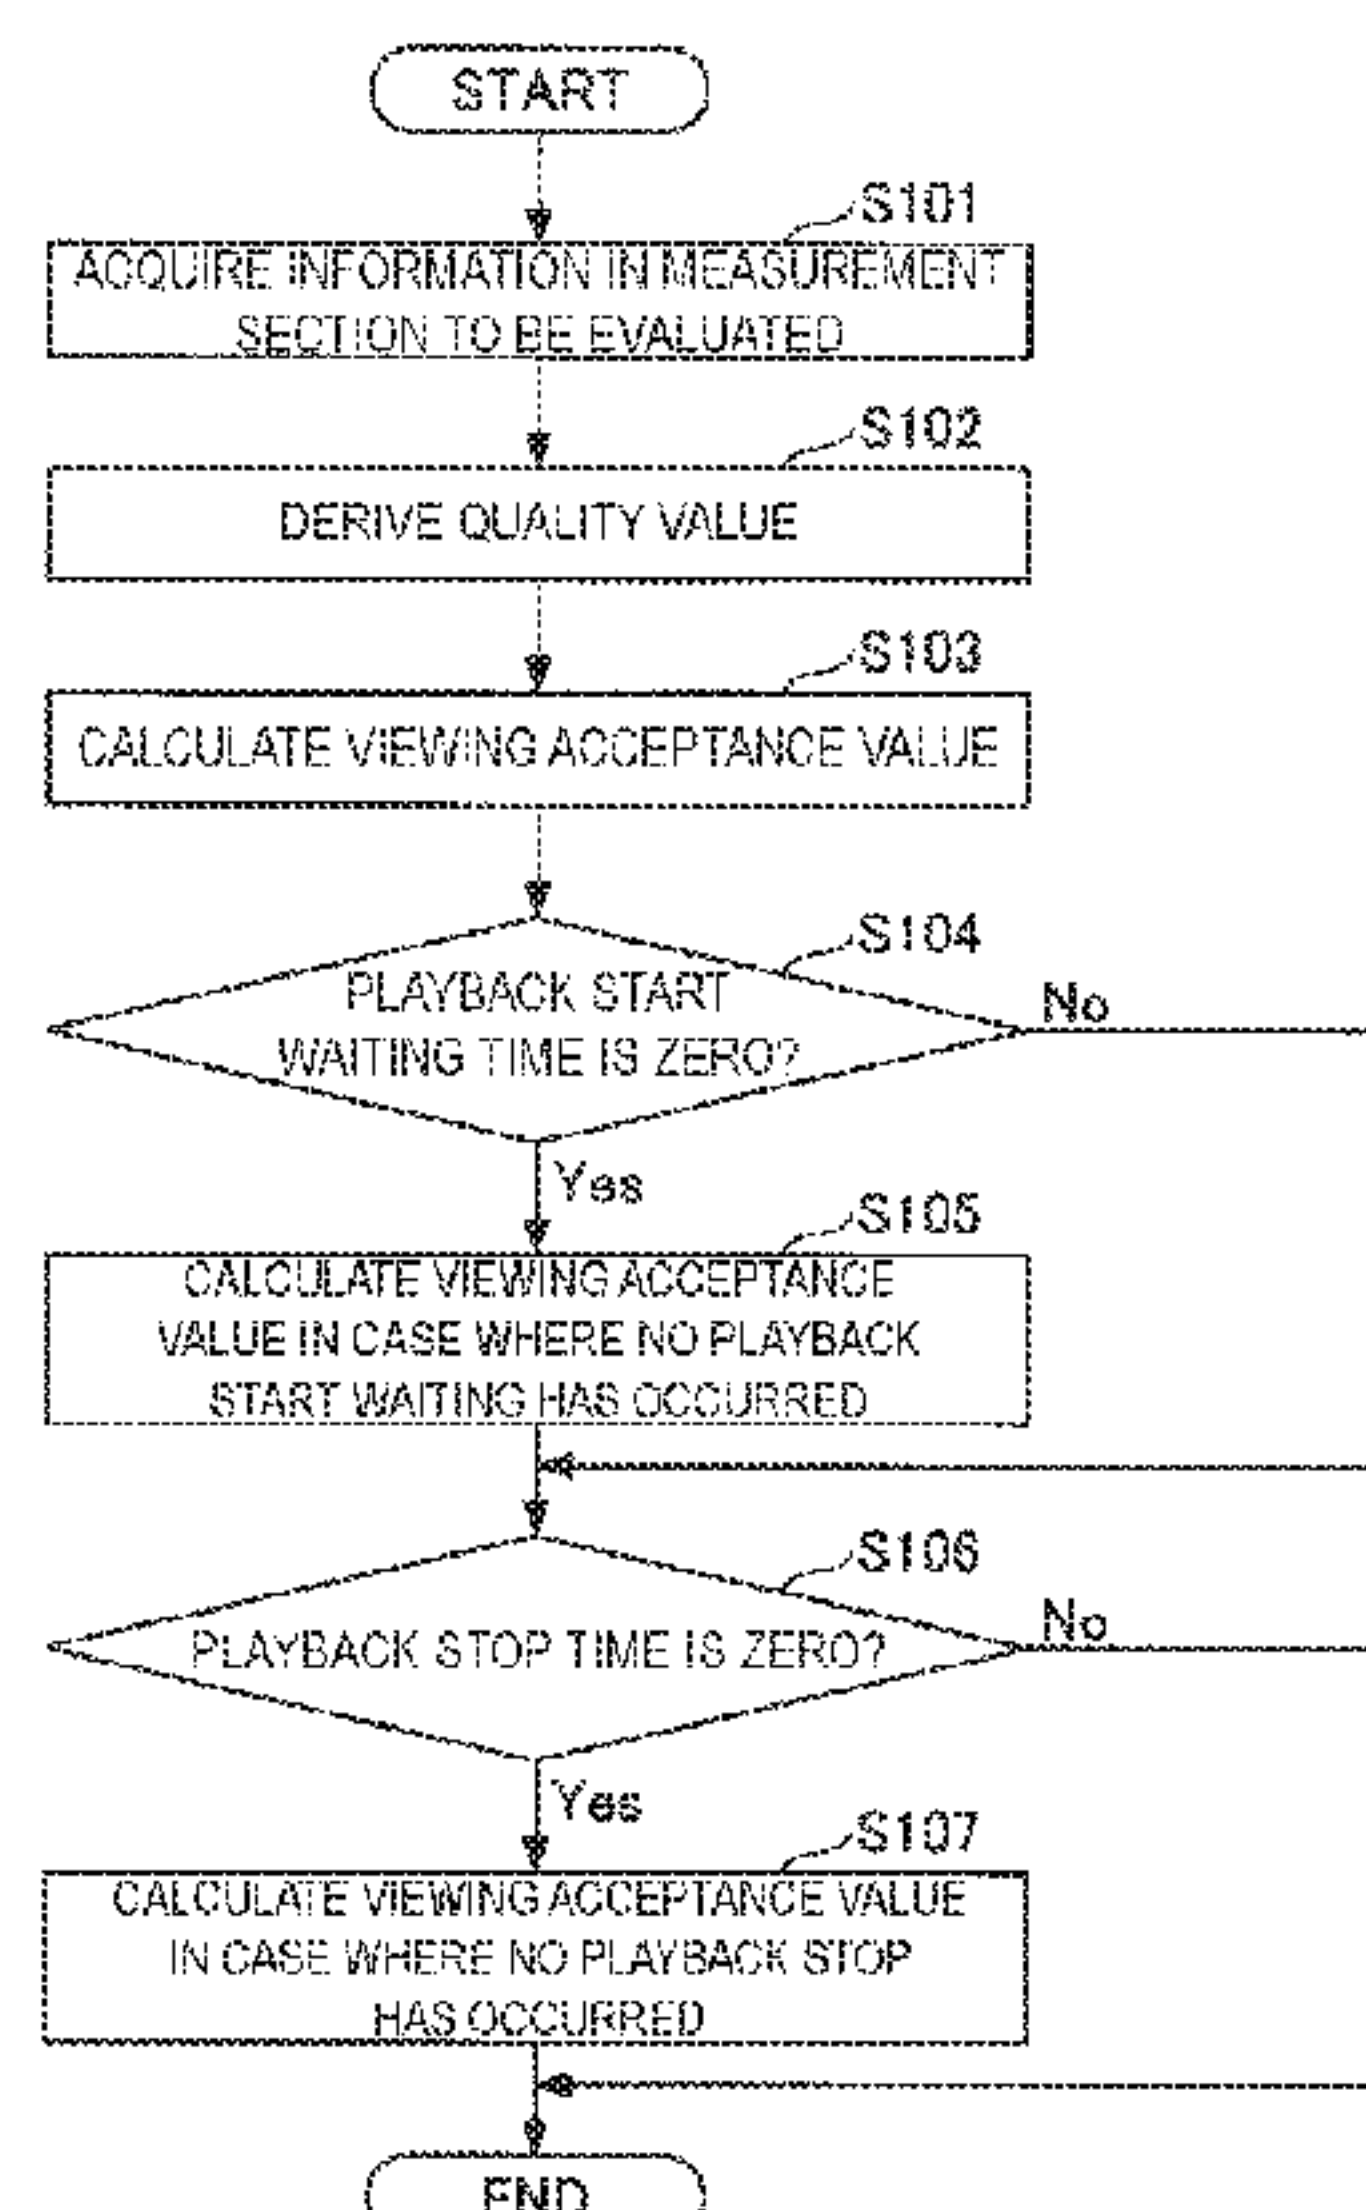 START
S101
ACQUIRE INFORMATION IN MEASUREMENT
SECTION TO BE EVALUATED
S102
DERIVE QUALITY VALUE
S103
CALCULATE VIEWING ACCEPTANCE VALUE
S104
PLAYBACK START
WAITING TIME IS ZERO?
No
Yes
S105
CALCULATE VIEWING ACCEPTANCE
VALUE IN CASE WHERE NO PLAYBACK
START WAITING HAS OCCURRED
S106
PLAYBACK STOP TIME IS ZERO?
No
Yes
S107
CALCULATE VIEWING ACCEPTANCE VALUE
IN CASE WHERE NO PLAYBACK STOP
HAS OCCURRED
END